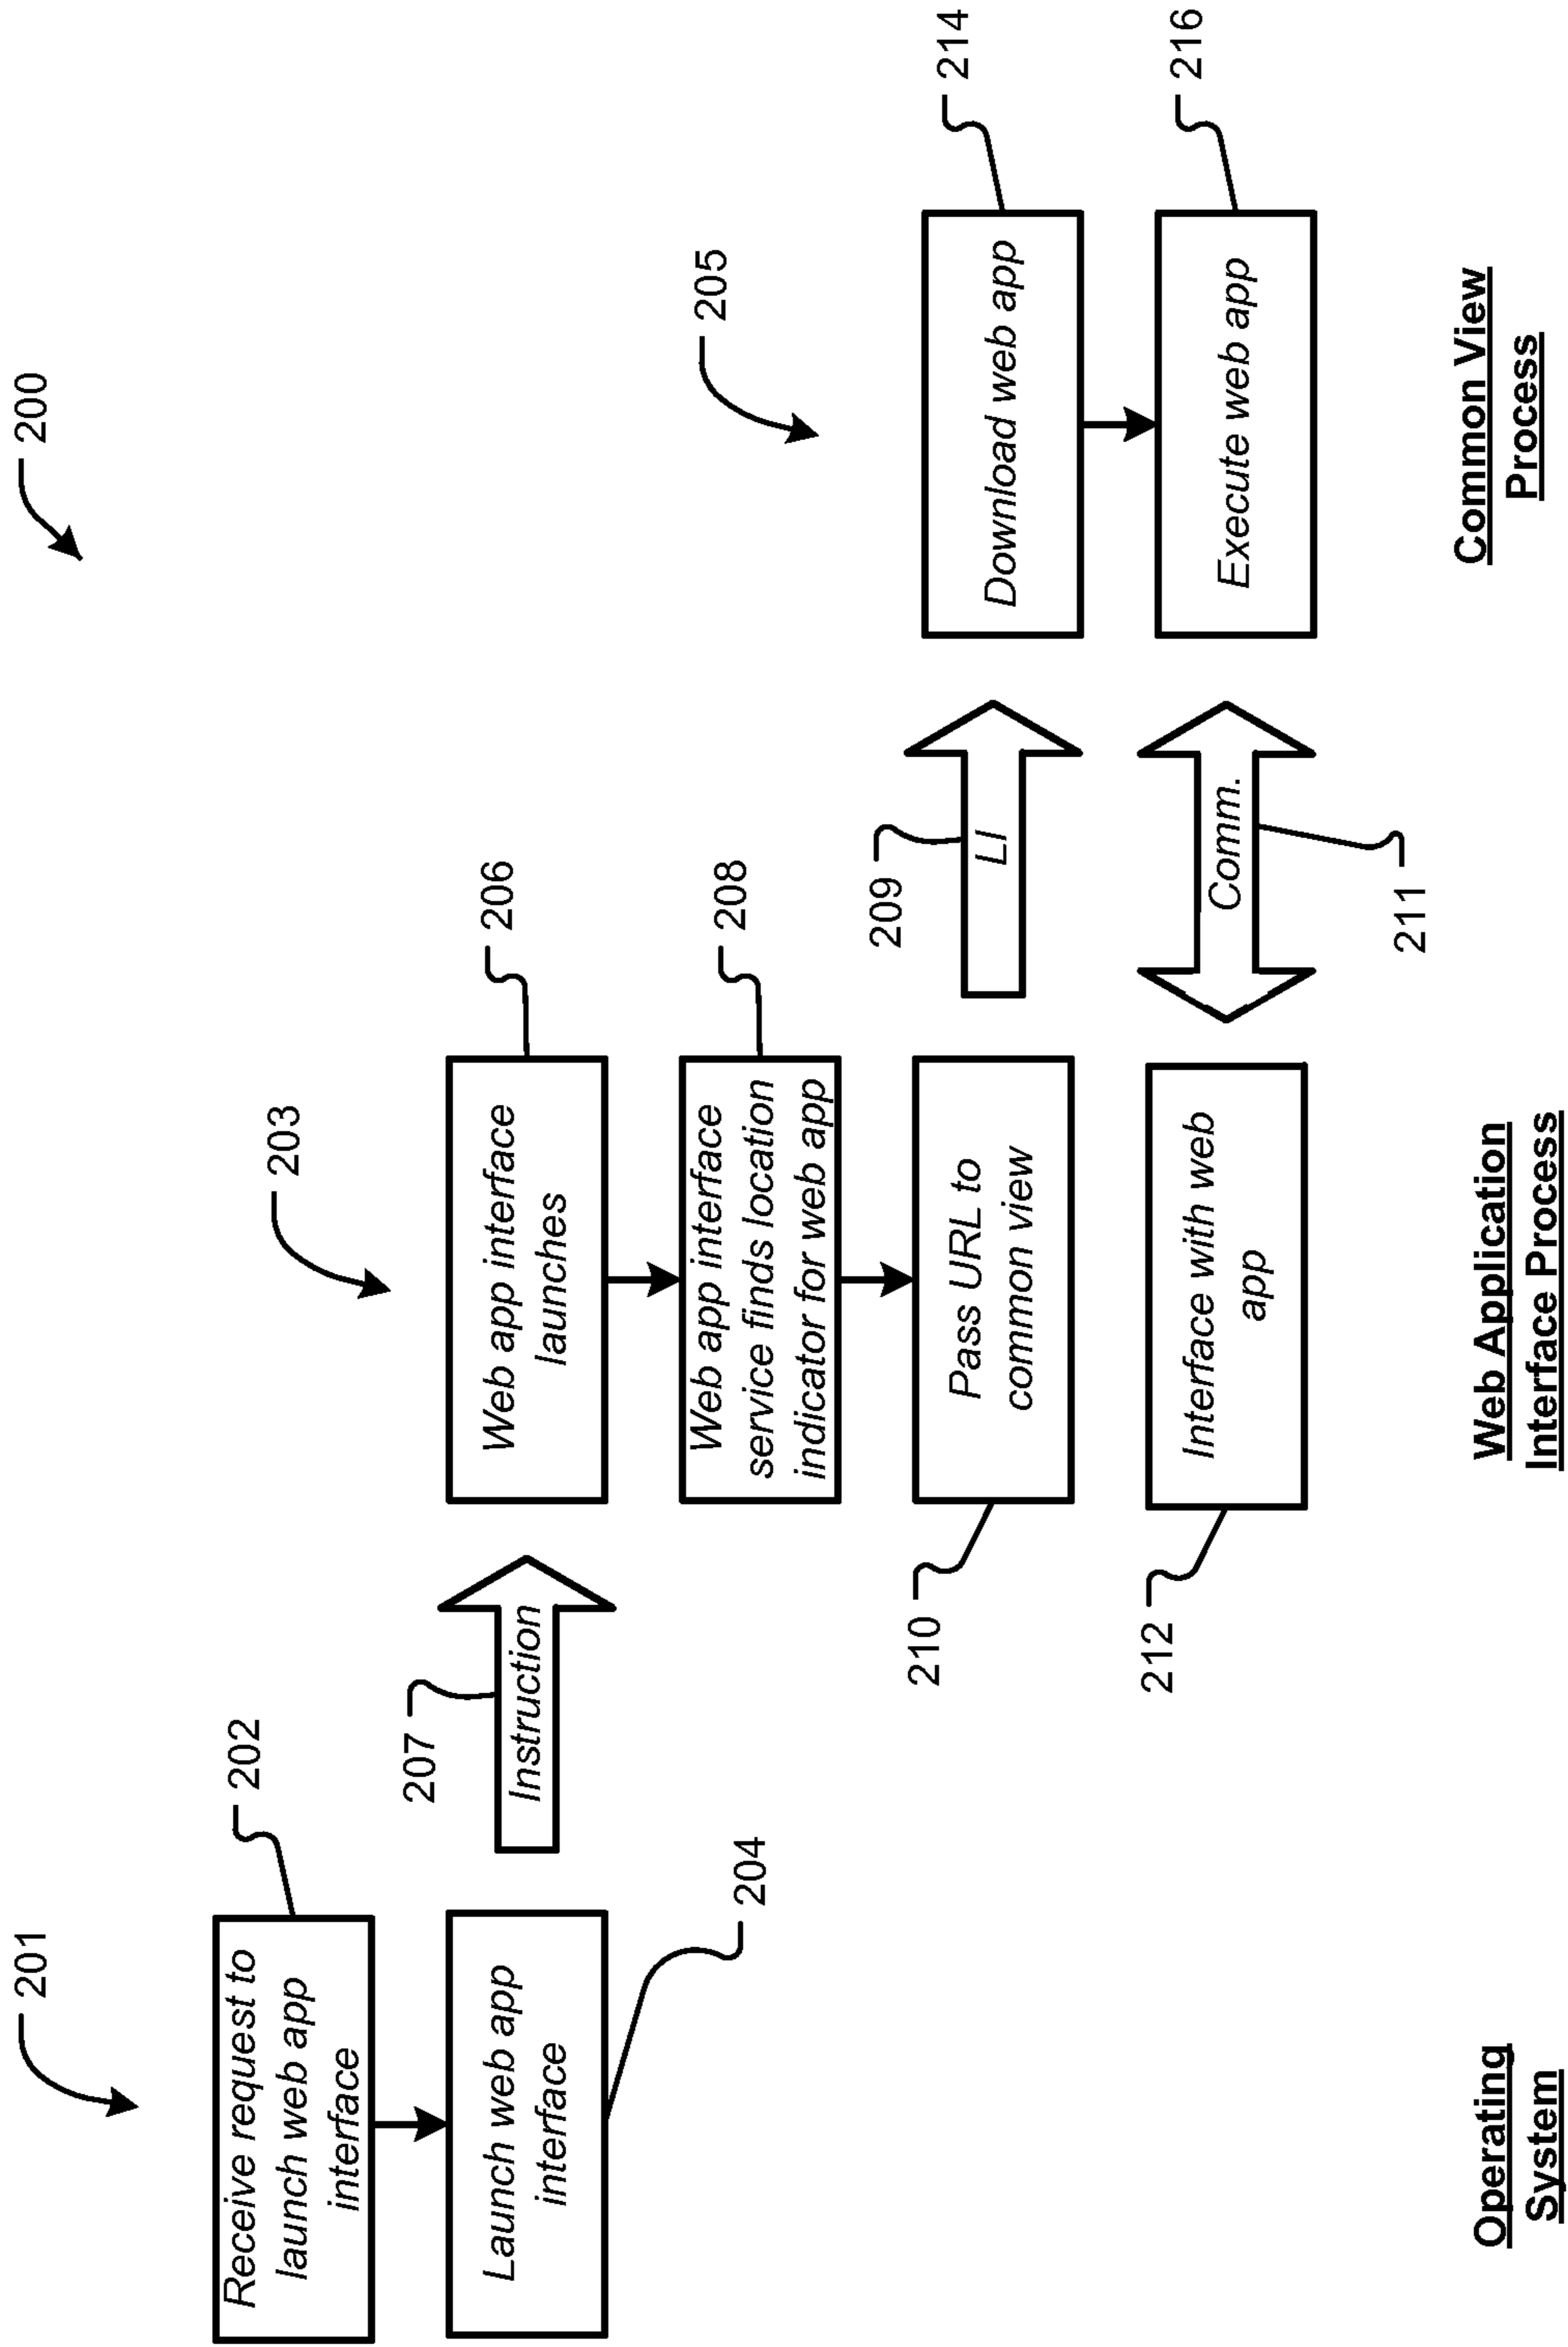 200
201
202
Receive request to
launch web app
interface
204
Launch web app
interface
207
Instruction
203
206
Web app interface
launches
208
Web app interface
service finds location
indicator for web app
210
Pass URL to
common view
212
Interface with web
app
209
LI
211
Comm.
205
214
Download web app
216
Execute web app
Operating
System
Web Application
Interface Process
Common View
Process